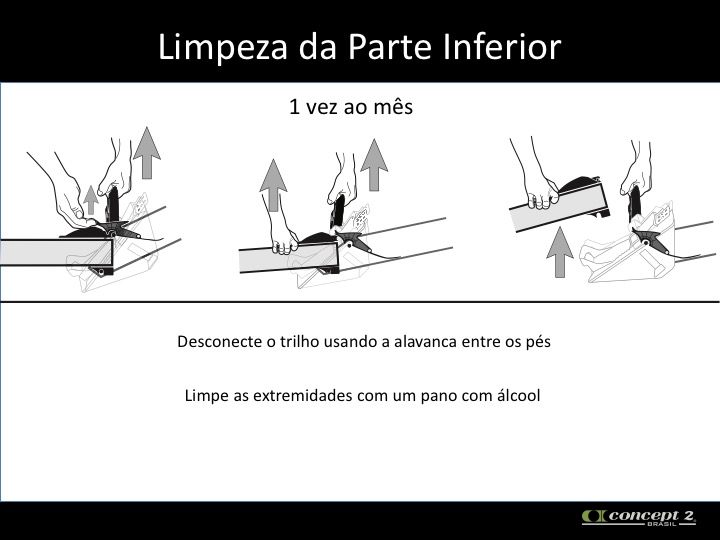 Limpeza da Parte Inferior
1 vez ao mês
Desconecte o trilho usando a alavanca entre os pés
Limpe as extremidades com um pano com álcool
concept 2
BRASIL